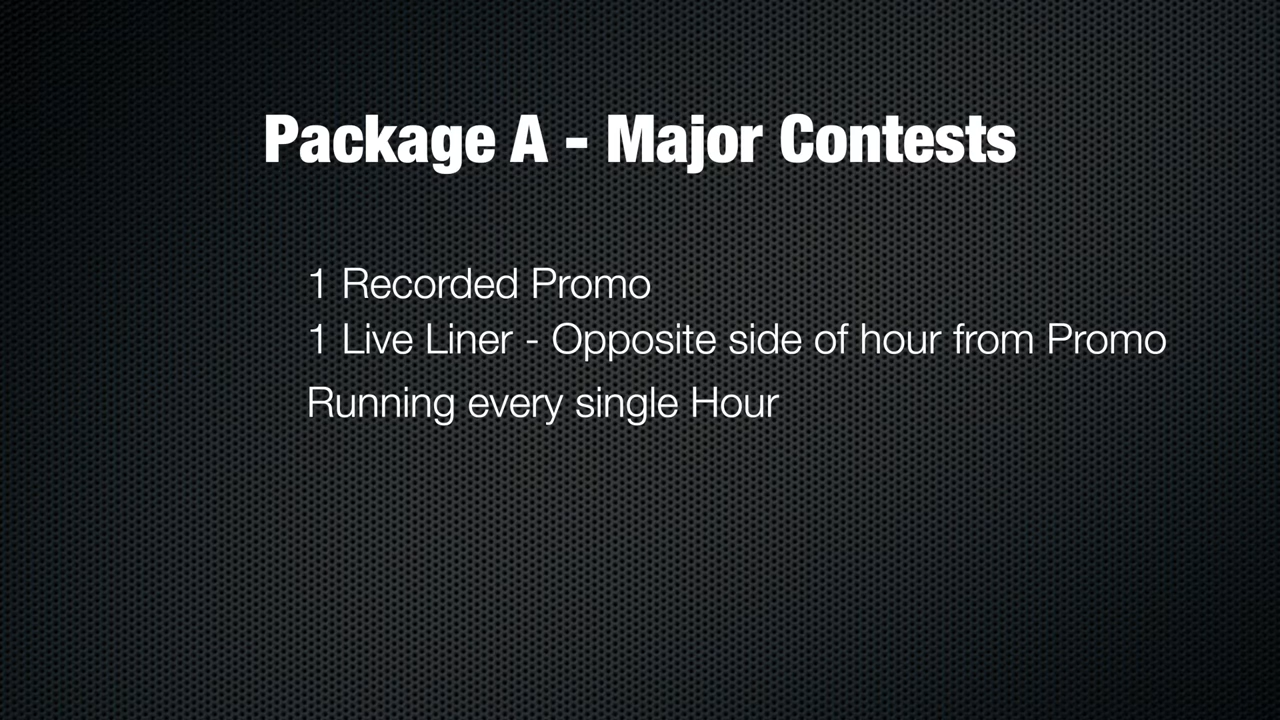 Package A - Major Contests
1 Recorded Promo
1 Live Liner - Opposite side of hour from Promo
Running every single Hour